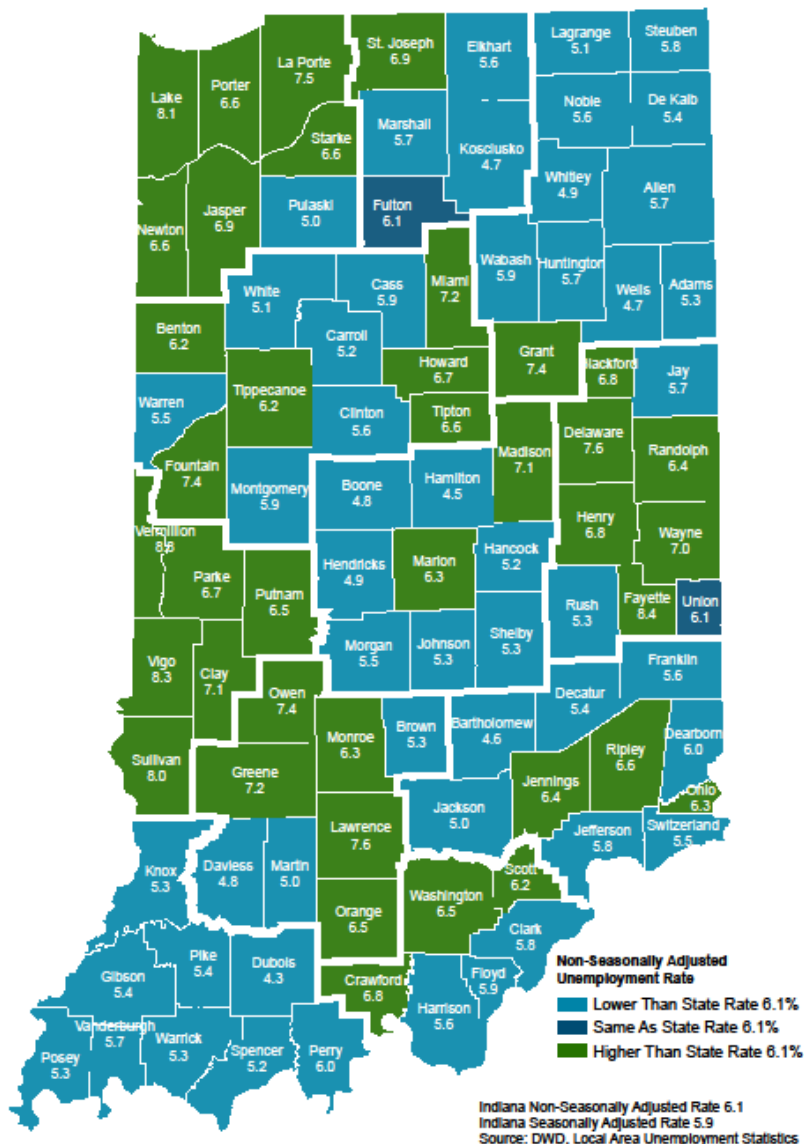 Lagrange
5.1
Steuben
5.8
St. Joseph
6.9
Elkhart
5.6
La Porte
7.5
Porter
6.6
Lake
8.1
Noble
5.6
De Kalb
5.4
Marshall
5.7
Starke
6.6
Kosciusko
4.7
Whitley
4.9
Allen
5.7
Newton
6.6
Jasper
6.9
Pulaski
5.0
Fulton
6.1
Wabash
5.9
Huntington
5.7
Wells
4.7
Adams
5.3
White
5.1
Cass
5.9
Miami
7.2
Benton
6.2
Carroll
5.2
Howard
6.7
Grant
7.4
Blackford
6.8
Jay
5.7
Warren
5.5
Tippecanoe
6.2
Clinton
5.6
Tipton
6.6
Madison
7.1
Delaware
7.6
Randolph
6.4
Fountain
7.4
Montgomery
5.9
Boone
4.8
Hamilton
4.5
Henry
6.8
Wayne
7.0
Vermillion
8.8
Parke
6.7
Putnam
6.5
Hendricks
4.9
Marion
6.3
Hancock
5.2
Rush
5.3
Fayette
8.4
Union
6.1
Vigo
8.3
Clay
7.1
Morgan
5.5
Johnson
5.3
Shelby
5.3
Franklin
5.6
Owen
7.4
Monroe
6.3
Brown
5.3
Bartholomew
4.6
Decatur
5.4
Dearborn
6.0
Sullivan
8.0
Greene
7.2
Jennings
6.4
Ripley
6.6
Ohio
6.3
Lawrence
7.6
Jackson
5.0
Jefferson
5.8
Switzerland
5.5
Knox
5.3
Daviess
4.8
Martin
5.0
Orange
6.5
Washington
6.5
Scott
6.2
Clark
5.8
Gibson
5.4
Pike
5.4
Dubois
4.3
Crawford
6.8
Harrison
5.6
Floyd
5.9
Posey
5.3
Vanderburgh
5.7
Warrick
5.3
Spencer
5.2
Perry
6.0
Non-Seasonally Adjusted
Unemployment Rate
Lower Than State Rate 6.1%
Same As State Rate 6.1%
Higher Than State Rate 6.1%
Indiana Non-Seasonally Adjusted Rate 6.1
Indiana Seasonally Adjusted Rate 5.9
Source: DWD, Local Area Unemployment Statistics